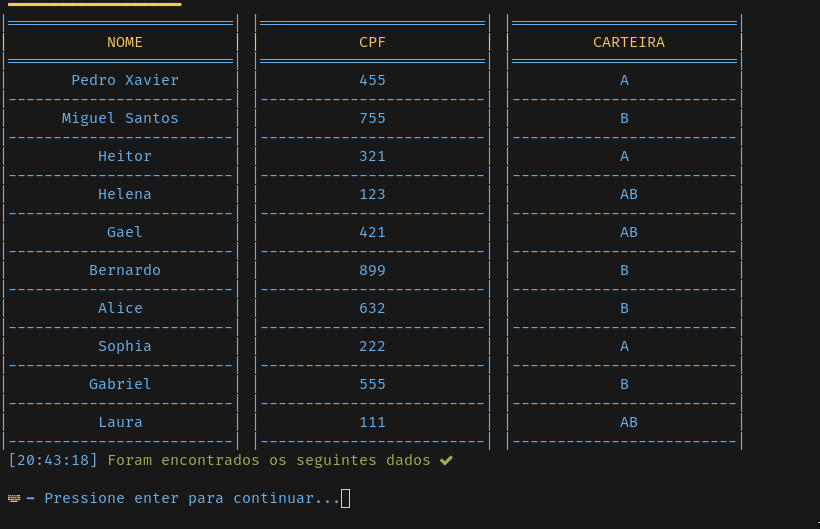 NOME CPF CARTEIRA
Pedro Xavier 455 A
Miguel Santos 755 B
Heitor 321 A
Helena 123 AB
Gael 421 AB
Bernardo 899 B
Alice 632 B
Sophia 222 A
Gabriel 555 B
Laura 111 AB
[20:43:18] Foram encontrados os seguintes dados ✔
⌨ - Pressione enter para continuar...